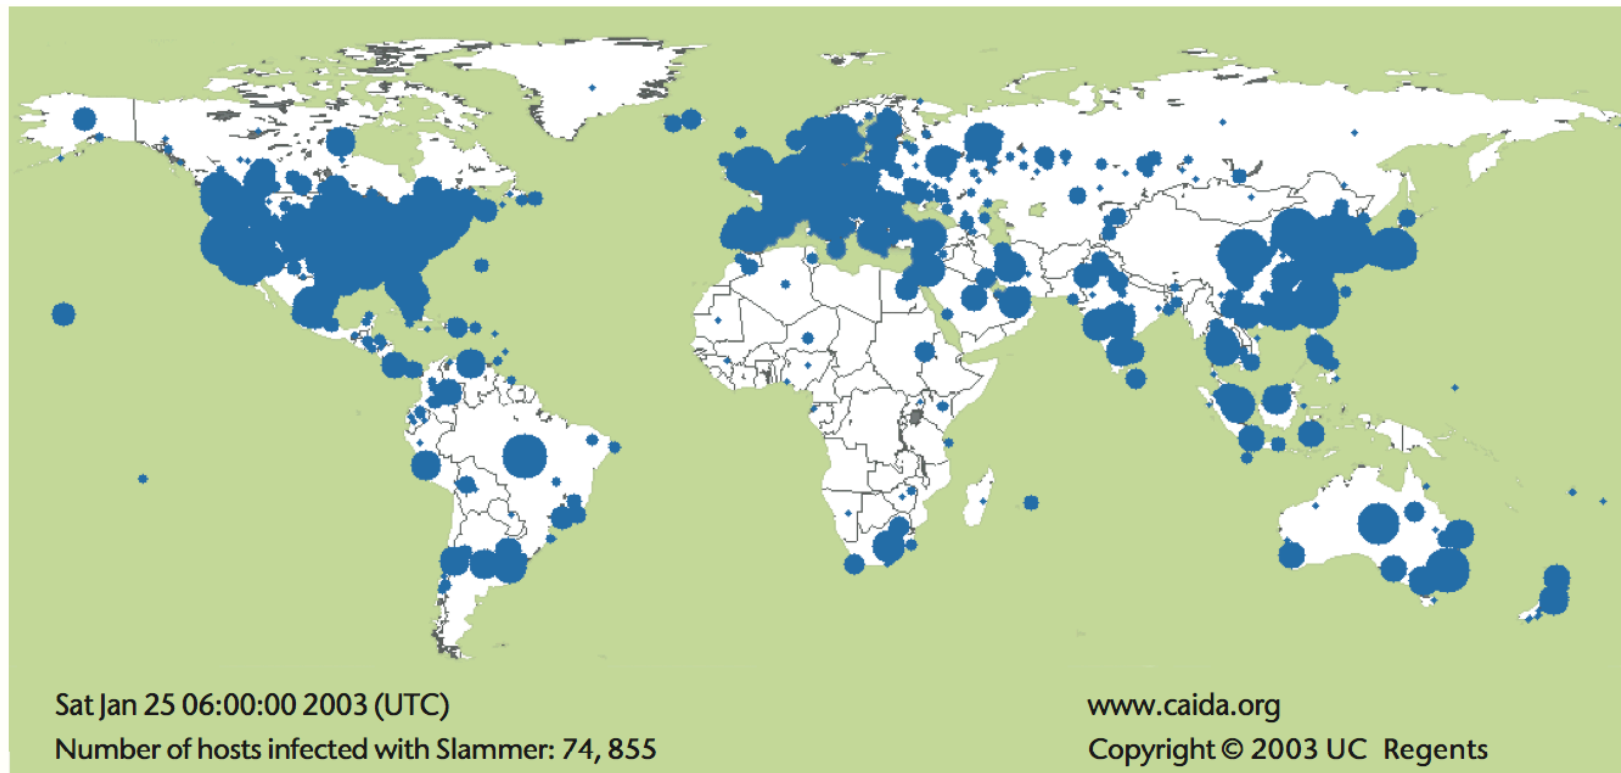 Sat Jan 25 06:00:00 2003 (UTC)
Number of hosts infected with Slammer: 74, 855
www.caida.org
Copyright © 2003 UC Regents